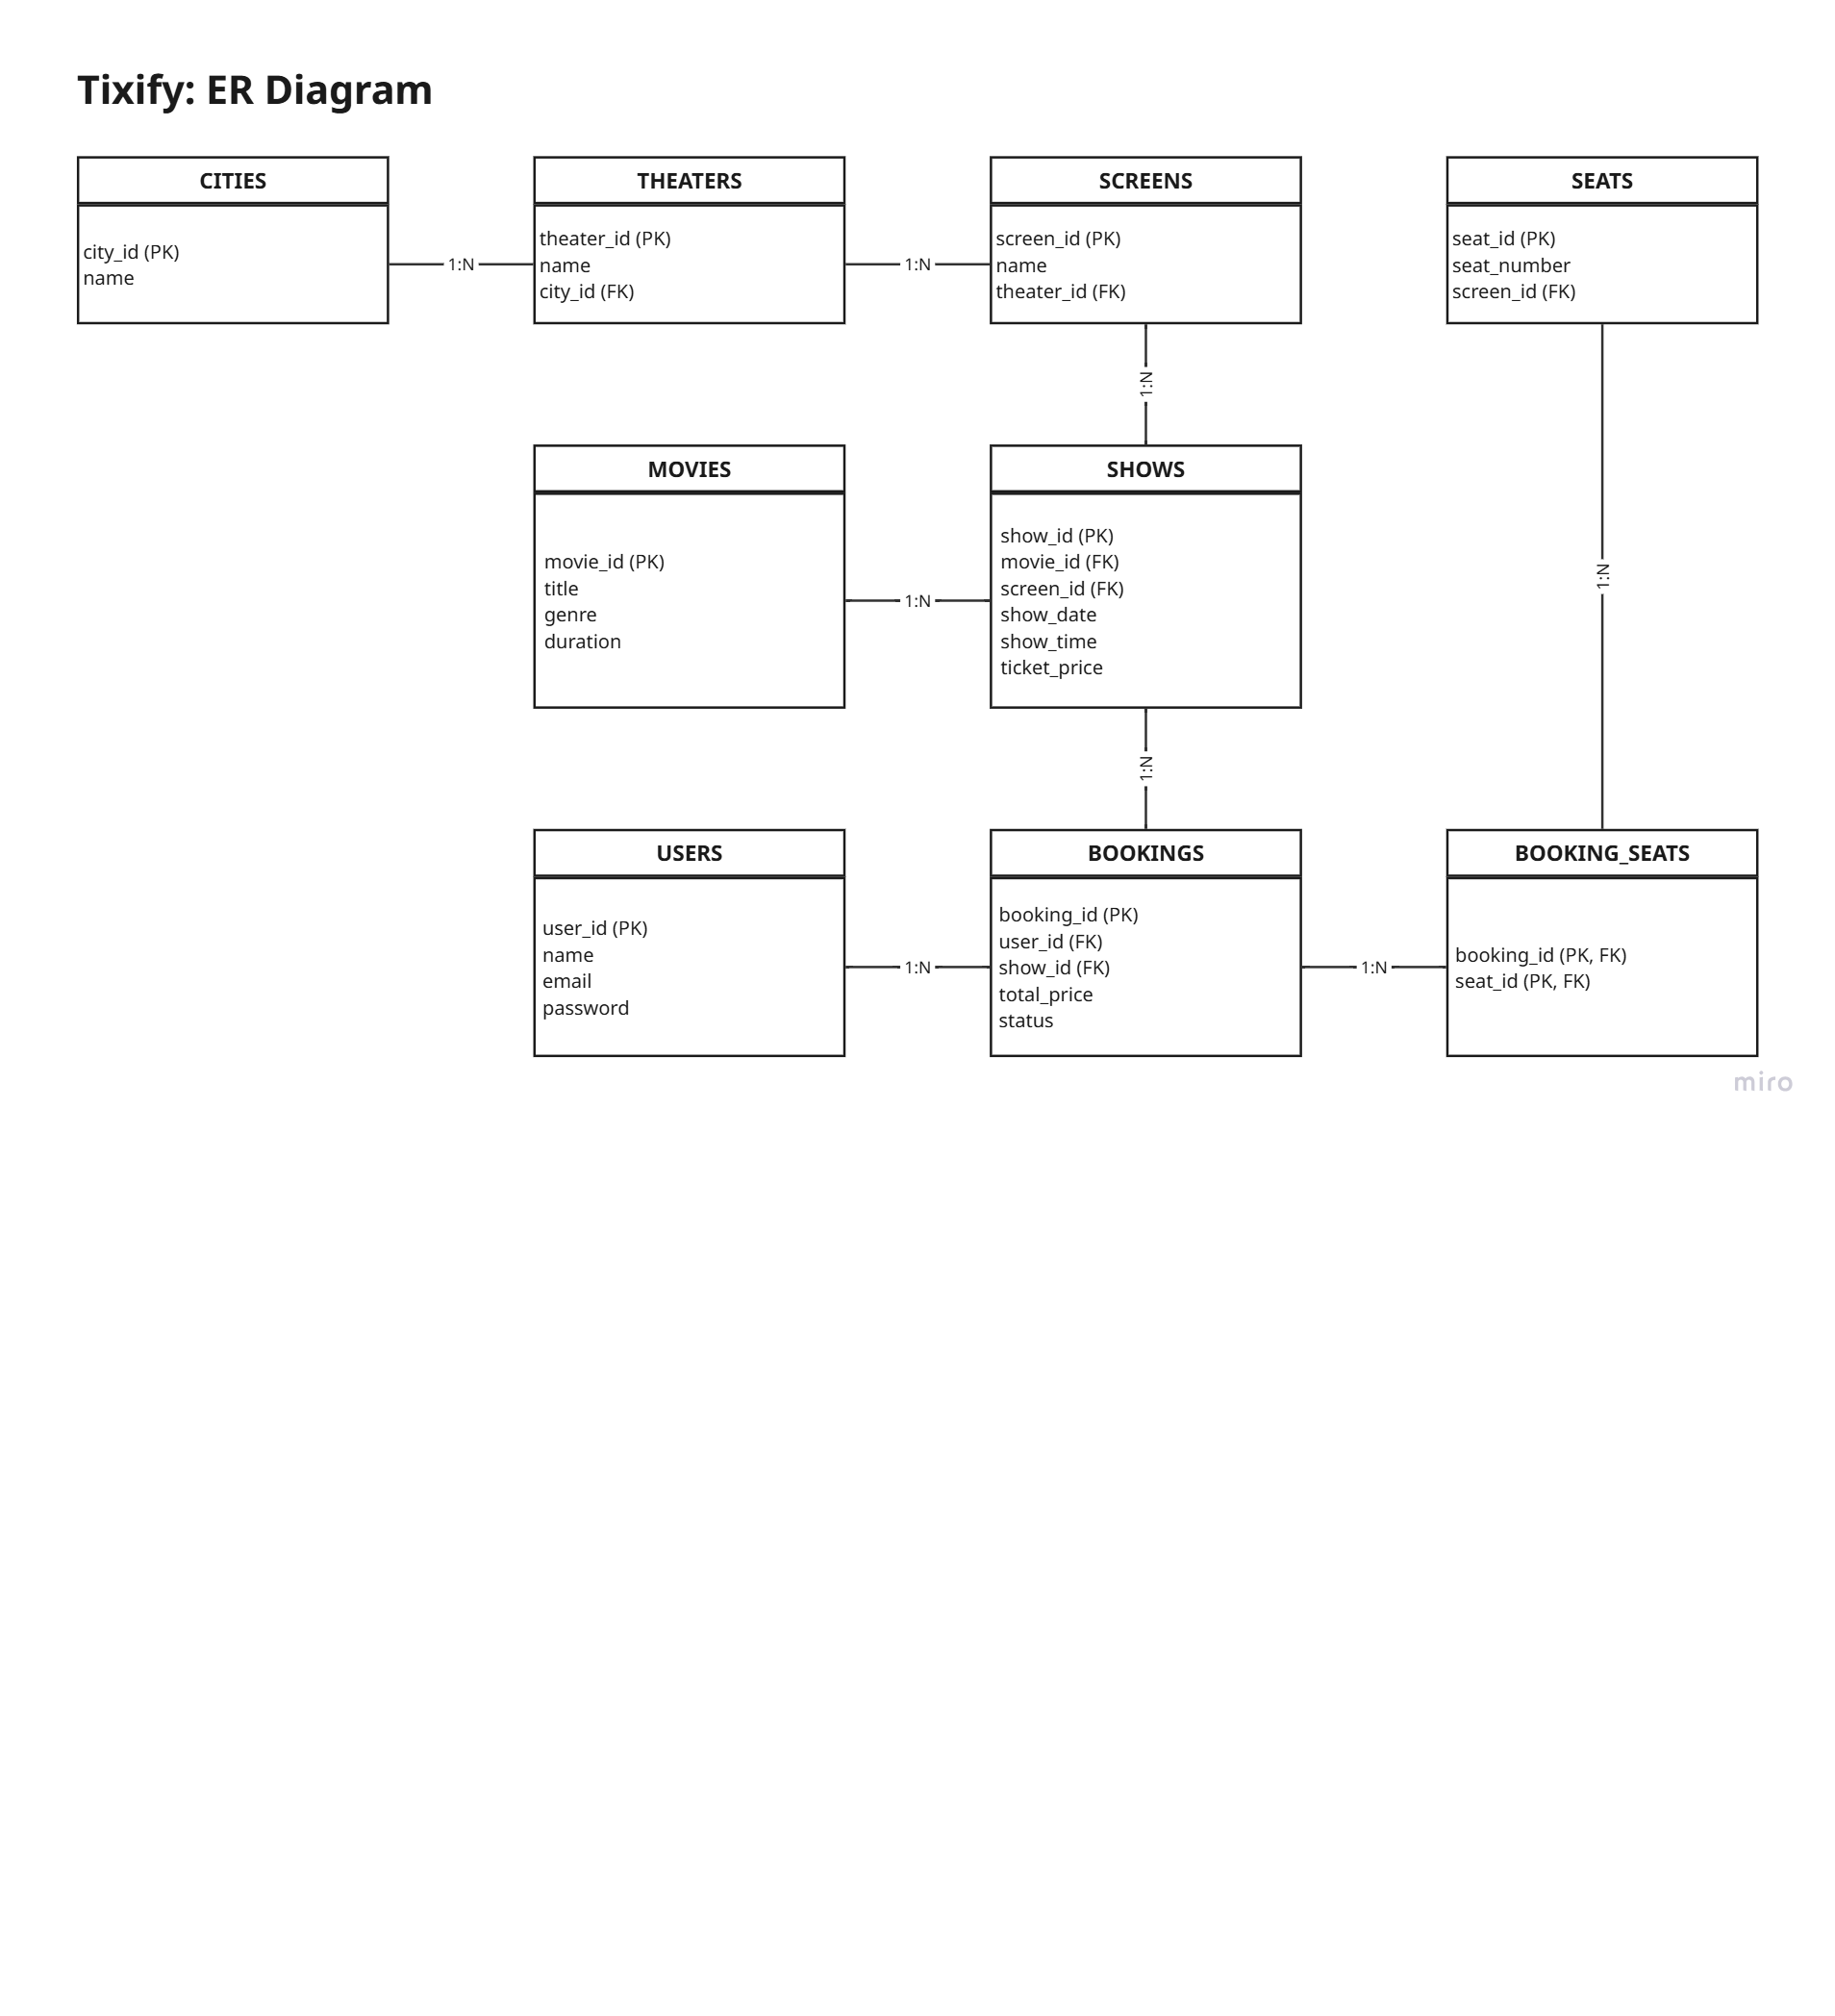 Tixify: ER Diagram
CITIES
city_id (PK)
name
1:N
THEATERS
theater_id (PK)
name
city_id (FK)
1:N
SCREENS
screen_id (PK)
name
theater_id (FK)
SEATS
seat_id (PK)
seat_number
screen_id (FK)
1:N
1:N
MOVIES
movie_id (PK)
title
genre
duration
1:N
SHOWS
show_id (PK)
movie_id (FK)
screen_id (FK)
show_date
show_time
ticket_price
1:N
USERS
user_id (PK)
name
email
password
1:N
BOOKINGS
booking_id (PK)
user_id (FK)
show_id (FK)
total_price
status
1:N
BOOKING_SEATS
booking_id (PK, FK)
seat_id (PK, FK)
miro